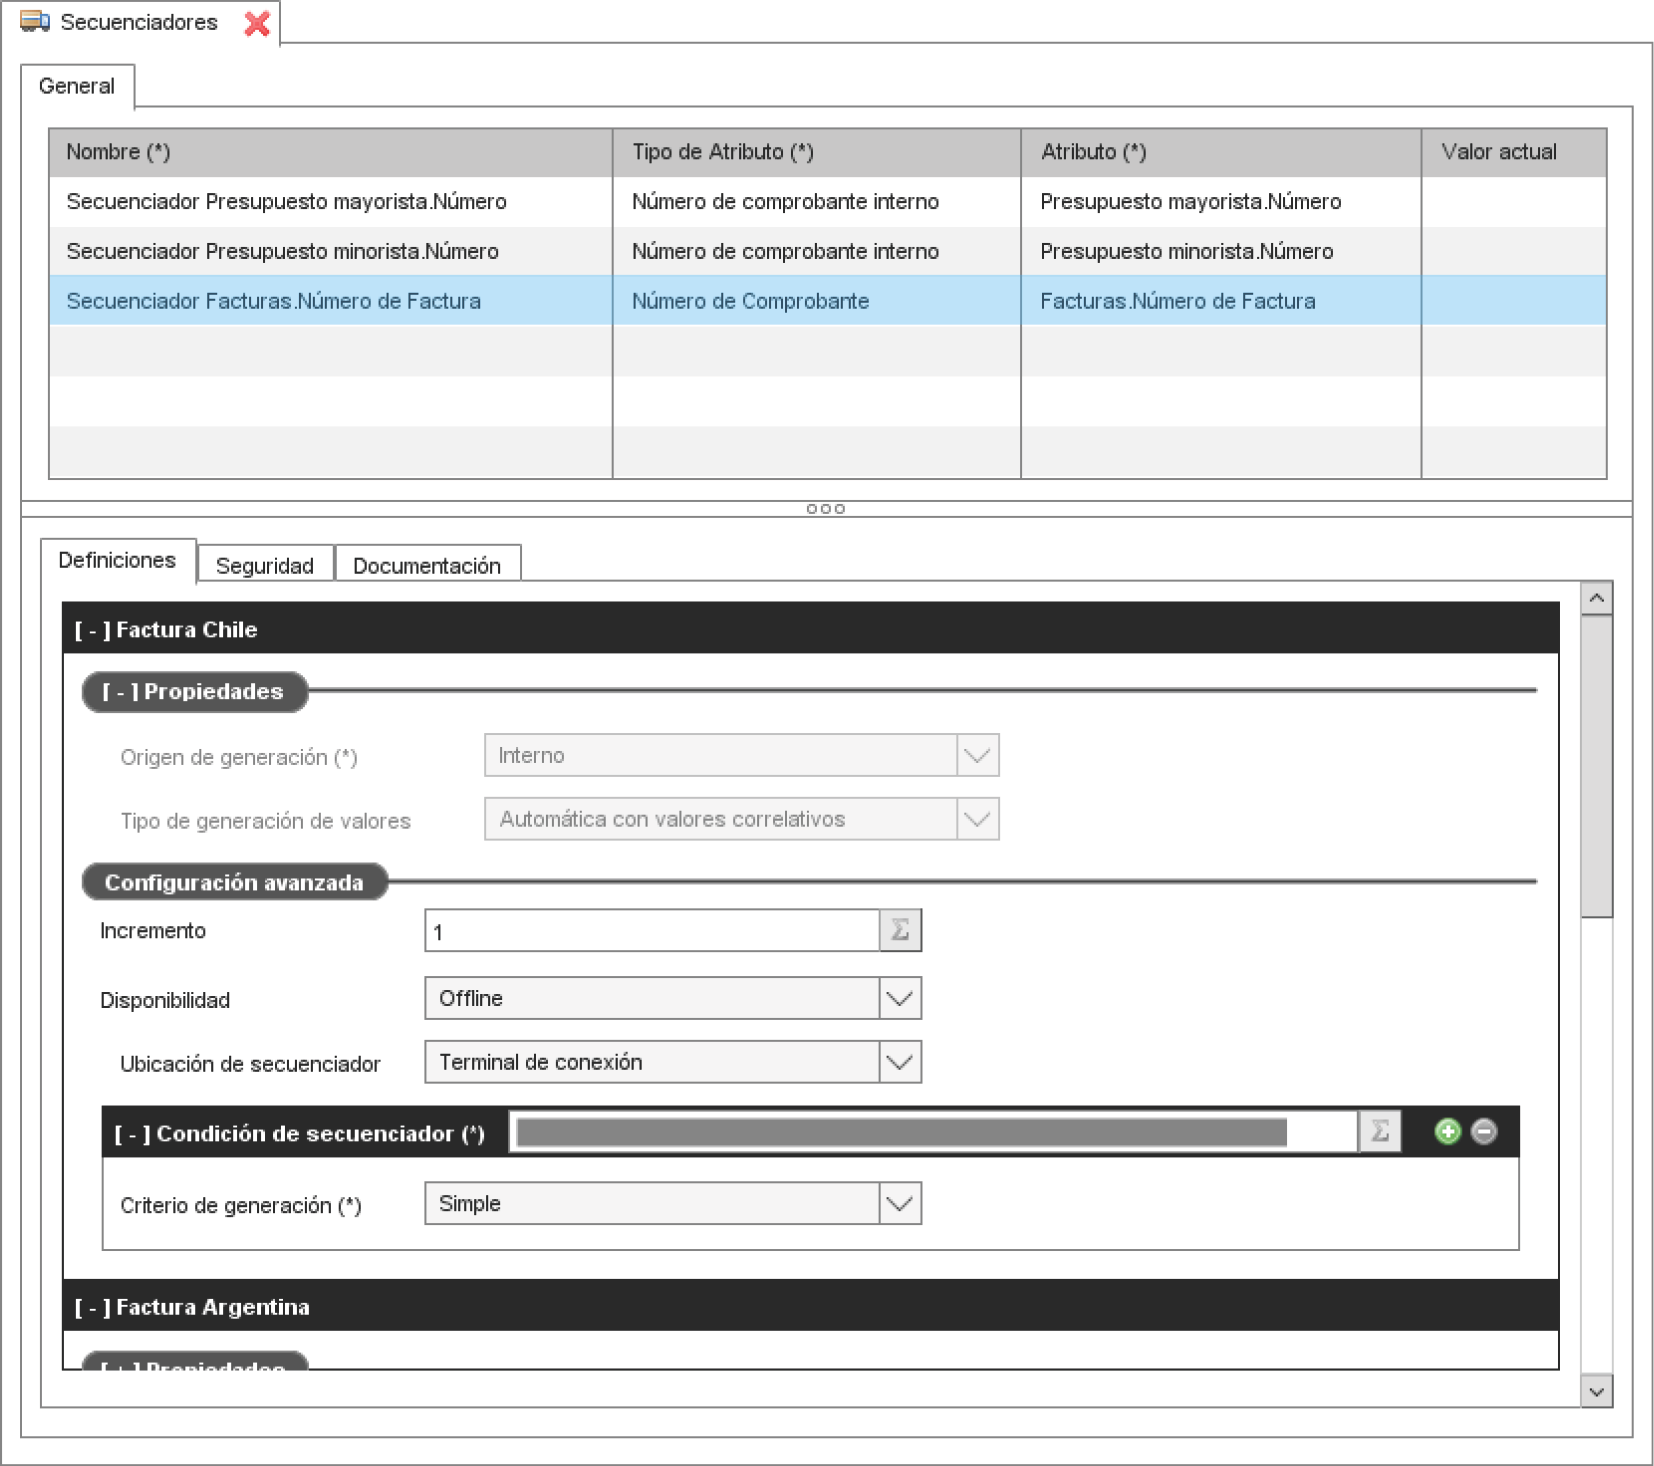 Secuenciadores
General
Nombre (*) Tipo de Atributo (*) Atributo (*) Valor actual
Secuenciador Presupuesto mayorista.Número Número de comprobante interno Presupuesto mayorista.Número
Secuenciador Presupuesto minorista.Número Número de comprobante interno Presupuesto minorista.Número
Secuenciador Facturas.Número de Factura Número de Comprobante Facturas.Número de Factura
Definiciones Seguridad Documentación
[ - ] Factura Chile
[ - ] Propiedades
Origen de generación (*) Interno
Tipo de generación de valores Automática con valores correlativos
Configuración avanzada
Incremento 1 Σ
Disponibilidad Offline
Ubicación de secuenciador Terminal de conexión
[ - ] Condición de secuenciador (*) Σ
Criterio de generación (*) Simple
[ - ] Factura Argentina
[ + ] Propiedades